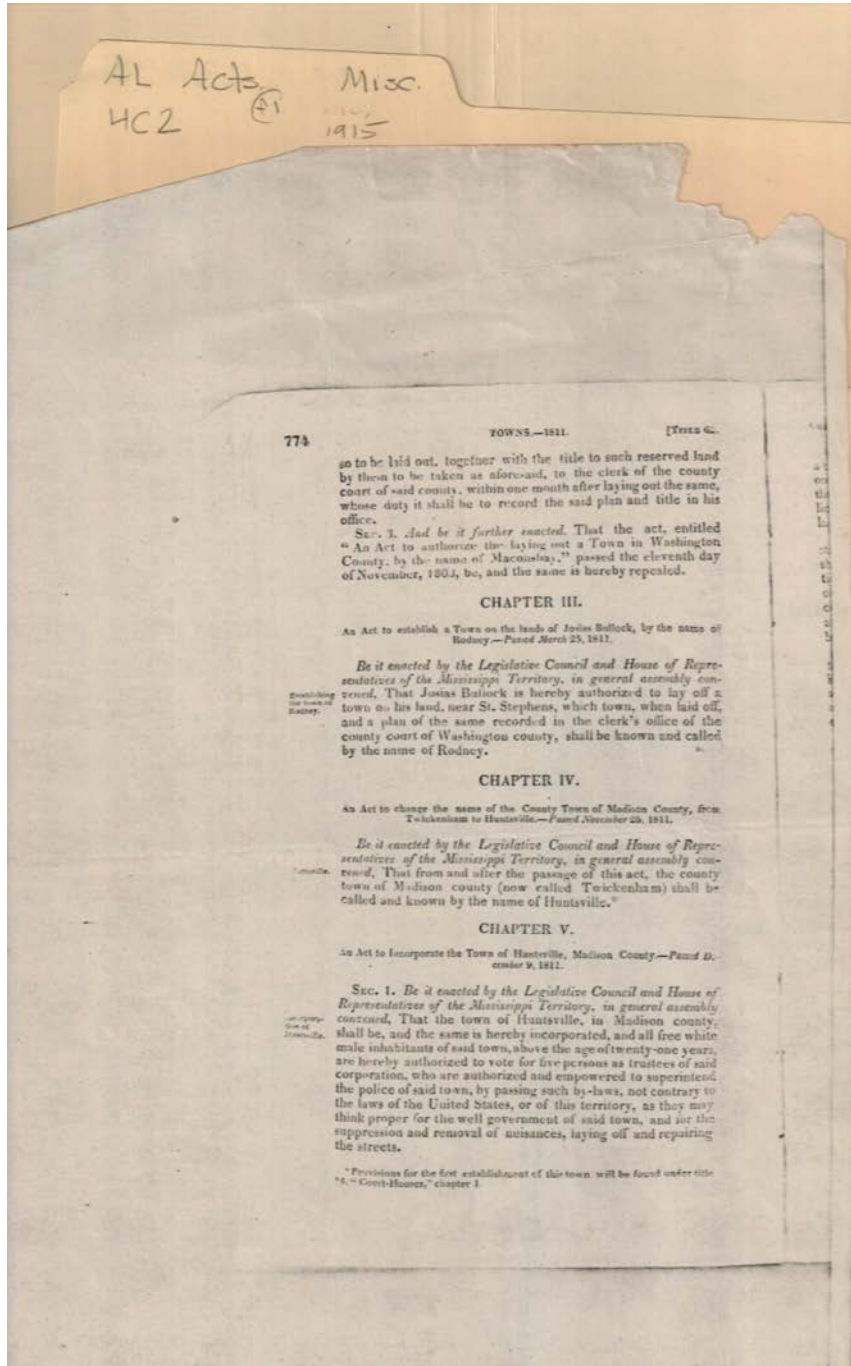 AL Acts Misc.
4C2 1915
774 TOWNS.—1811. [TITLE
so to be laid out, together with the title to such reserved land
by them to be taken as aforesaid, to the clerk of the county
court of said county, within one month after laying out the same,
whose duty it shall be to record the said plan and title in his
office.
SEC. 3. And be it further enacted, That the act, entitled
"An Act to authorize the laying out a Town in Washington
County, by the name of passed the eleventh day
of November, be, and the same is hereby repealed.
CHAPTER III.
An Act to establish a Town on the lands of Josias Bullock, by the name of
Rodney.—Passed March 25, 1811.
Be it enacted by the Legislative Council and House of Repre-
sentatives of the Mississippi Territory, in general assembly con-
vened, That Josias Bullock is hereby authorized to lay off a
Establishing
the town of
Rodney.
town on his land, near St. Stephens, which town, when laid off,
and a plan of the same recorded in the clerk's office of the
county court of Washington county, shall be known and called
by the name of Rodney.
CHAPTER IV.
An Act to change the name of the County Town of Madison County, from
Twickenham to Huntsville.—Passed November 25, 1811.
Be it enacted by the Legislative Council and House of Repre-
sentatives of the Mississippi Territory, in general assembly con-
vened, That from and after the passage of this act, the county
town of Madison county (now called Twickenham) shall be
called and known by the name of Huntsville.*
CHAPTER V.
An Act to Incorporate the Town of Huntsville, Madison County.—Passed De-
cember 9, 1811.
SEC. 1. Be it enacted by the Legislative Council and House of
Representatives of the Mississippi Territory, in general assembly
convened, That the town of Huntsville, in Madison county,
shall be, and the same is hereby incorporated, and all free white
male inhabitants of said town, above the age of twenty-one years,
are hereby authorized to vote for five persons as trustees of said
corporation, who are authorized and empowered to superintend
the police of said town, by passing such by-laws, not contrary to
the laws of the United States, or of this territory, as they may
think proper for the well government of said town, and for the
suppression and removal of nuisances, laying off and repairing
the streets.
*Provisions for the first establishment of this town will be found under title
"Court-Houses," chapter I.